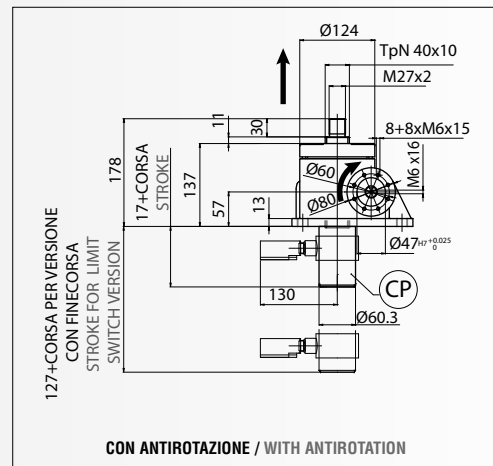 Ø124
TpN 40x10
M27x2
11
30
8+8xM6x15
178
17+CORSA
STROKE
137
57
13
Ø60
Ø80
M6 x16
Ø47 H7 +0.025
0
130
CP
Ø60.3
127+CORSA PER VERSIONE
CON FINECORSA
STROKE FOR LIMIT
SWITCH VERSION
CON ANTIROTAZIONE / WITH ANTIROTATION